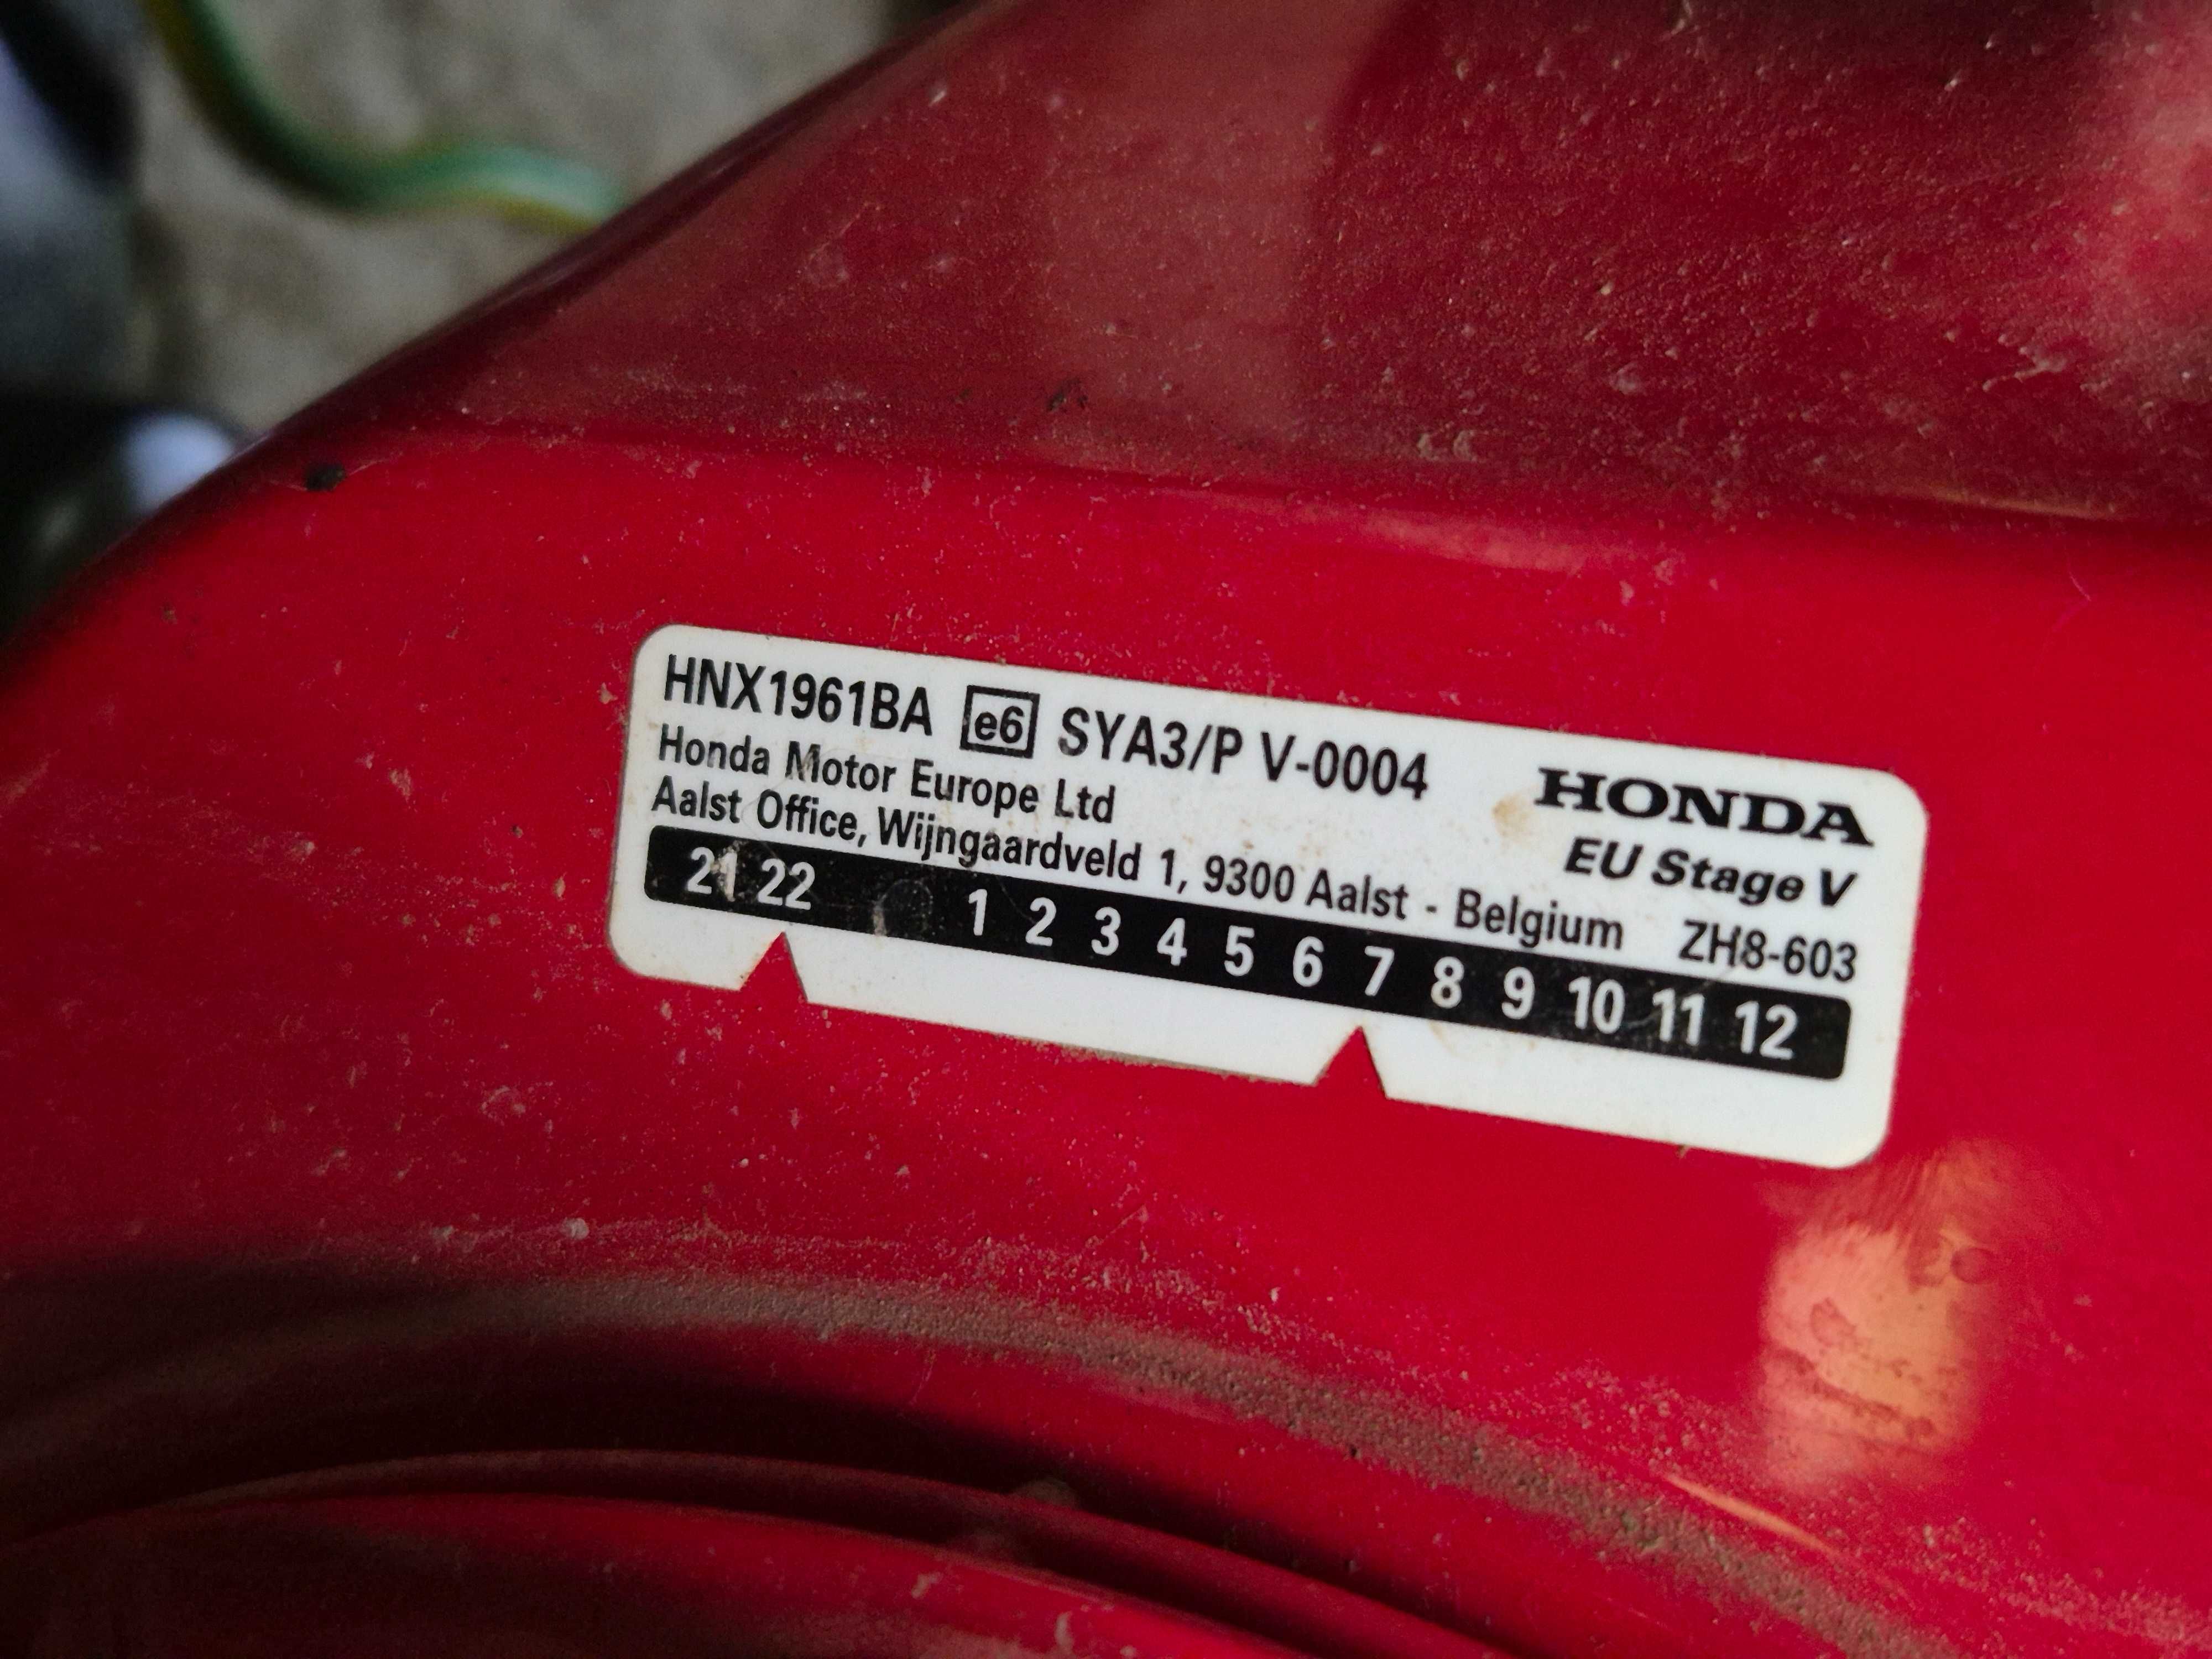 HNX1961BA e6 SYA3/P V-0004
HONDA
Honda Motor Europe Ltd
EU Stage V
Aalst Office, Wijngaardveld 1, 9300 Aalst - Belgium ZH8-603
21 22 1 2 3 4 5 6 7 8 9 10 11 12